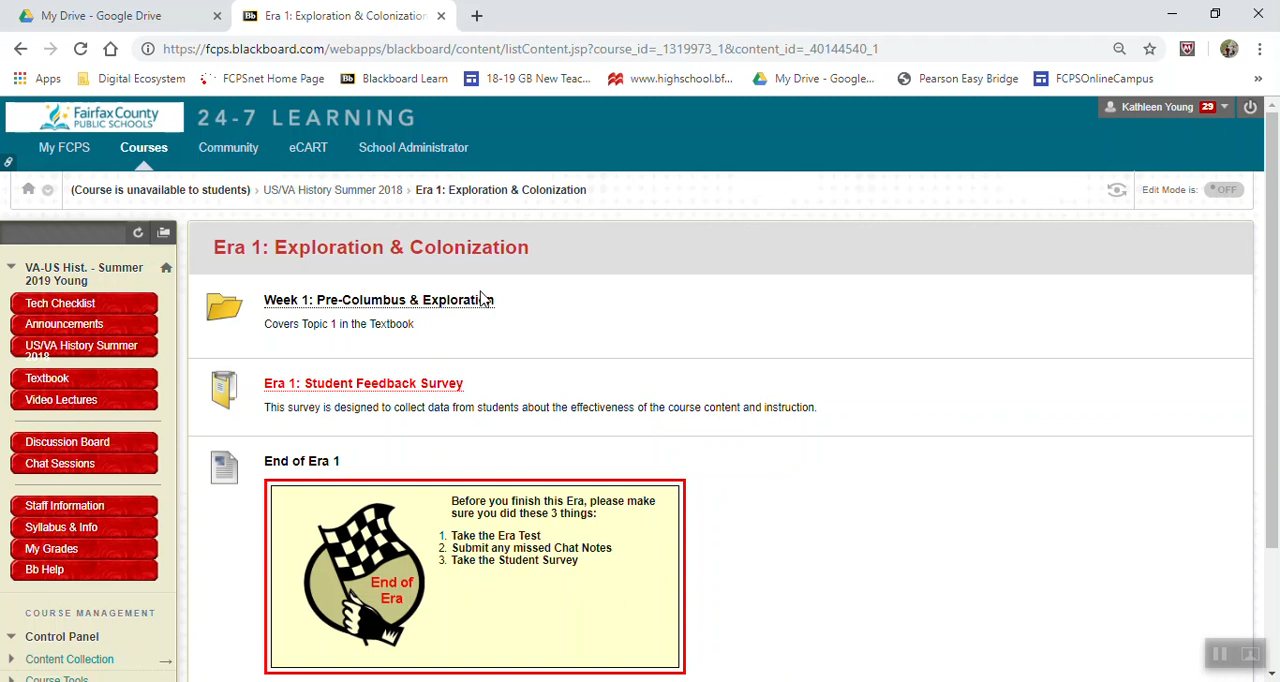 My Drive - Google Drive
Era 1: Exploration & Colonization
https://fcps.blackboard.com/webapps/blackboard/content/listContent.jsp?course_id=_1319973_1&content_id=_40144540_1
Apps Digital Ecosystem FCPSnet Home Page Bb Blackboard Learn 18-19 GB New Teac... www.highschool.bf... My Drive - Google... Pearson Easy Bridge FCPSOnlineCampus »
Fairfax County
PUBLIC SCHOOLS
24-7 LEARNING
Kathleen Young 29
My FCPS Courses Community eCART School Administrator
(Course is unavailable to students) › US/VA History Summer 2018 › Era 1: Exploration & Colonization
Edit Mode is: OFF
VA-US Hist. - Summer
2019 Young
Tech Checklist
Announcements
US/VA History Summer
2018
Textbook
Video Lectures
Discussion Board
Chat Sessions
Staff Information
Syllabus & Info
My Grades
Bb Help
COURSE MANAGEMENT
Control Panel
Content Collection
Course Tools
Era 1: Exploration & Colonization
Week 1: Pre-Columbus & Exploration
Covers Topic 1 in the Textbook
Era 1: Student Feedback Survey
This survey is designed to collect data from students about the effectiveness of the course content and instruction.
End of Era 1
End of
Era
Before you finish this Era, please make
sure you did these 3 things:
1. Take the Era Test
2. Submit any missed Chat Notes
3. Take the Student Survey